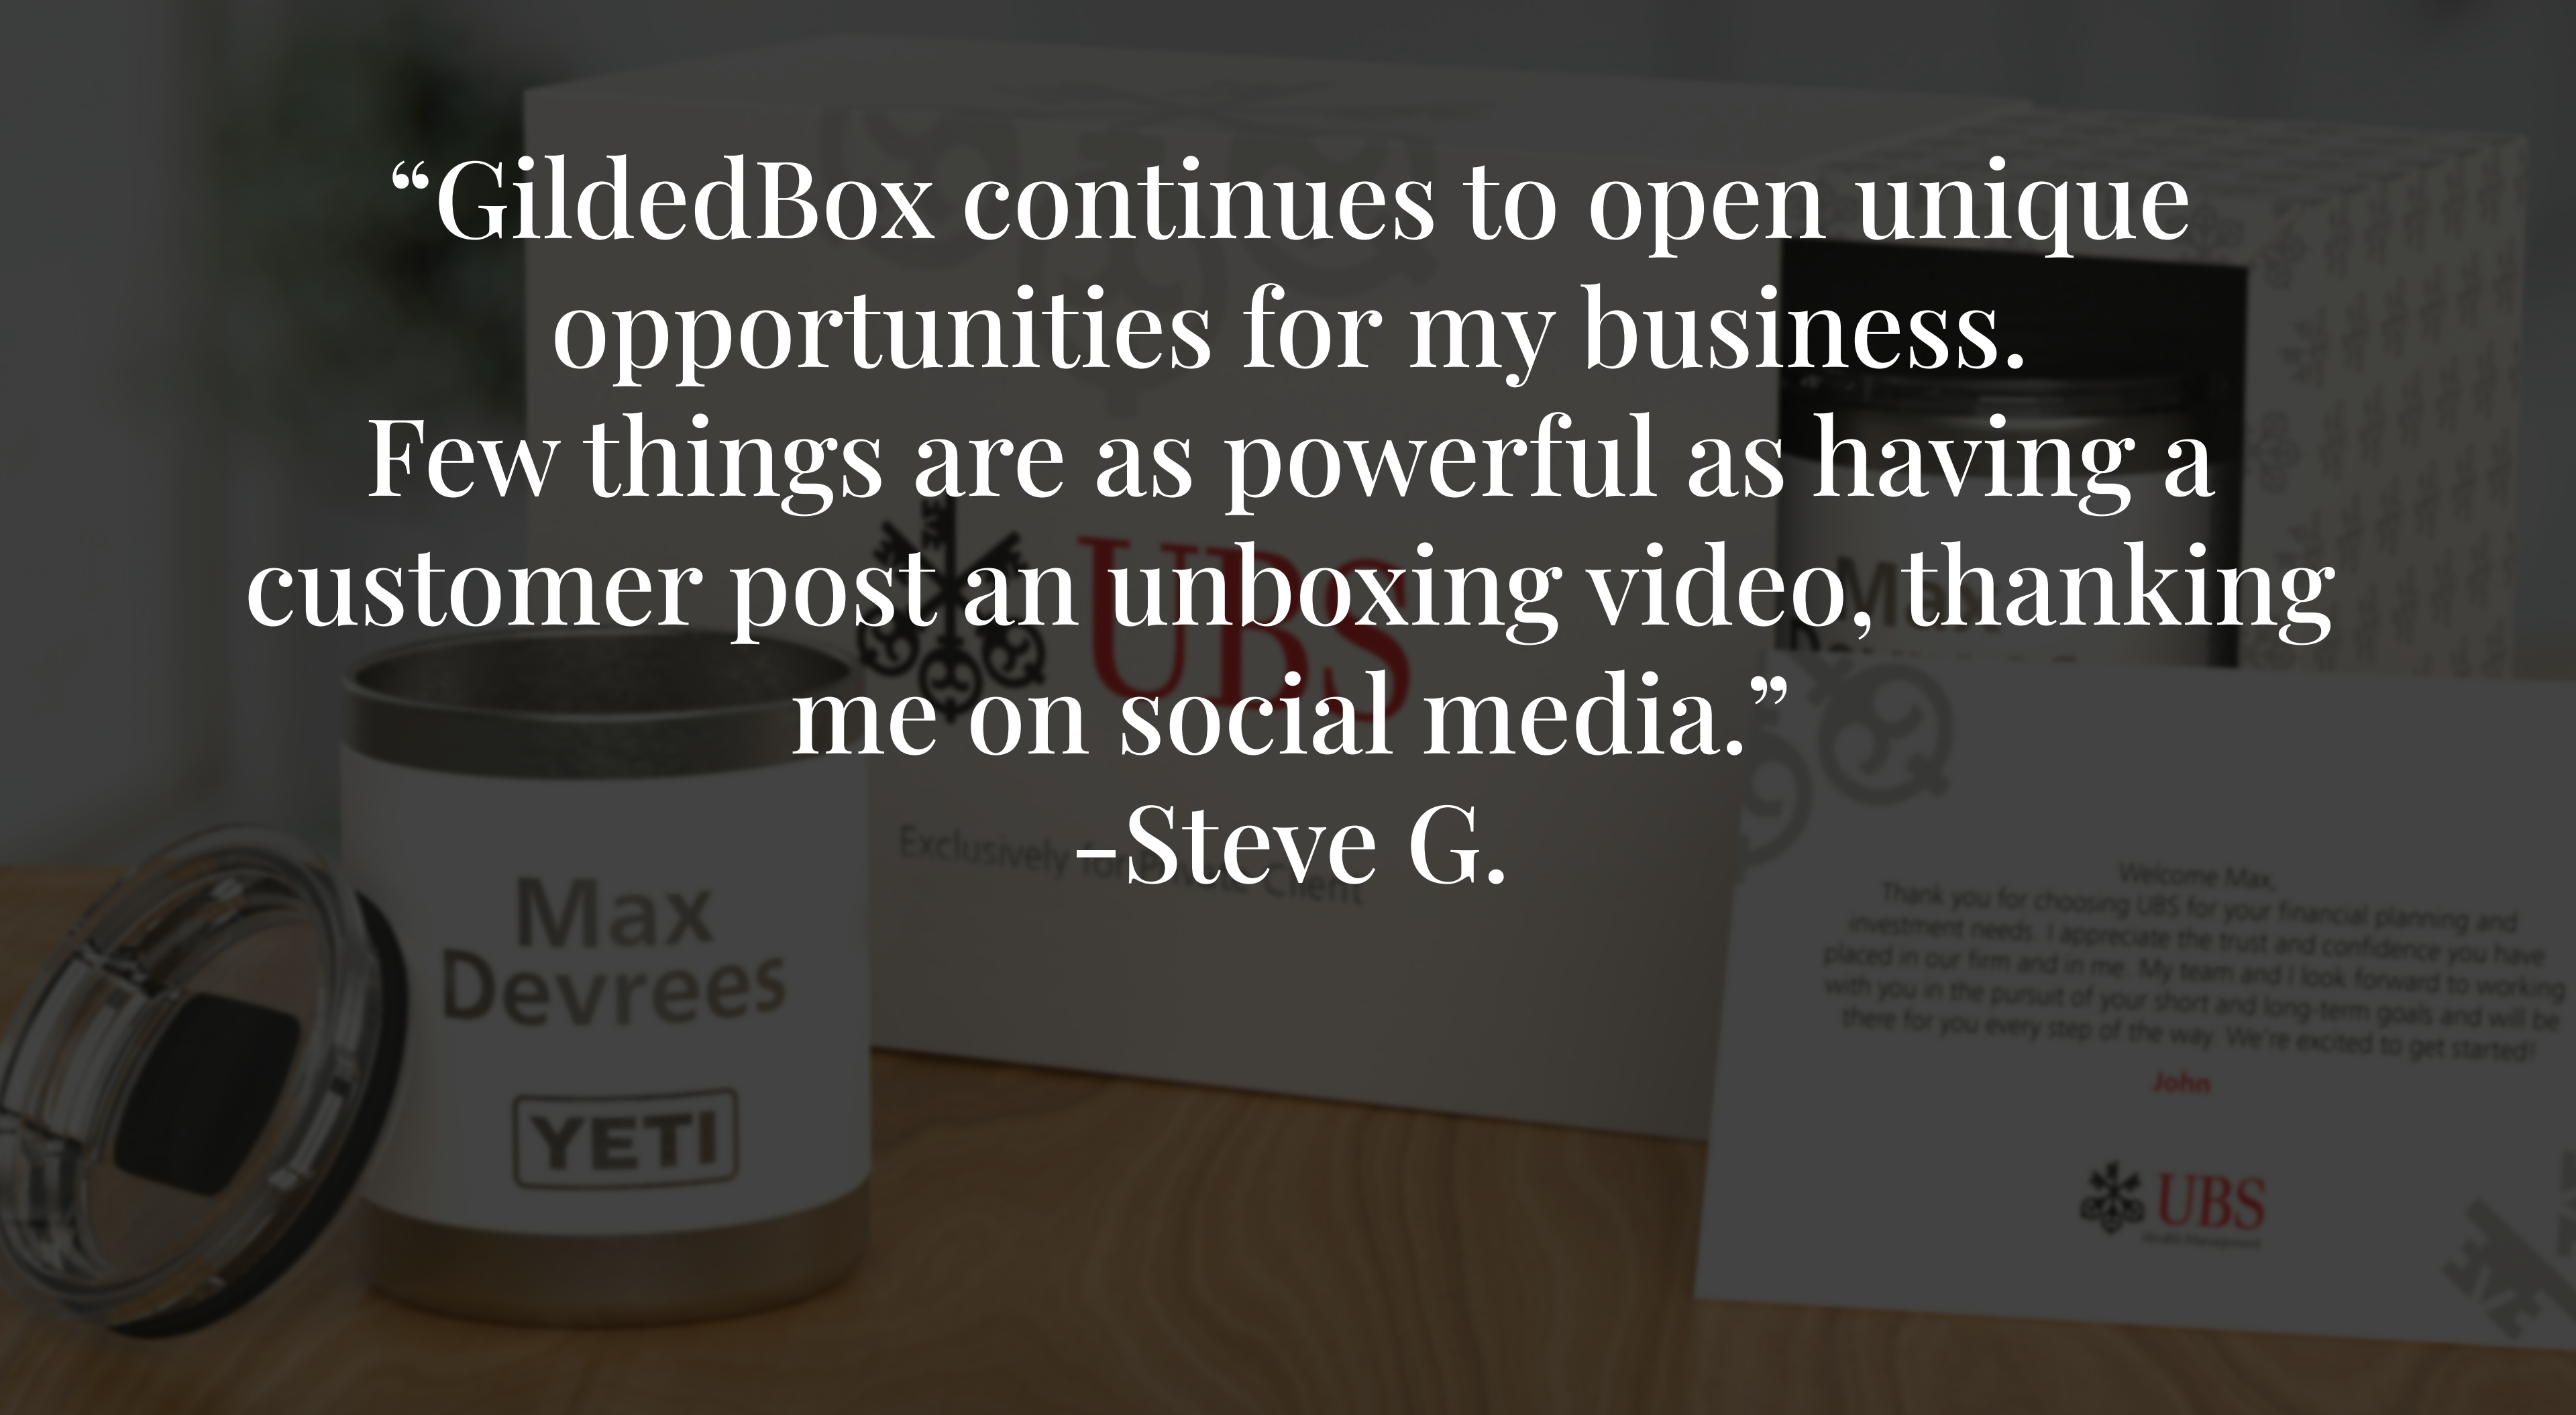 “GildedBox continues to open unique
opportunities for my business.
Few things are as powerful as having a
customer post an unboxing video, thanking
me on social media.”
–Steve G.
UBS
Exclusively for Private Client
Max
Devrees
YETI
Max
Welcome Max,
Thank you for choosing UBS for your financial planning and
investment needs. I appreciate the trust and confidence you have
placed in our firm and in me. My team and I look forward to working
with you in the pursuit of your short and long-term goals and will be
there for you every step of the way. We're excited to get started!
John
UBS